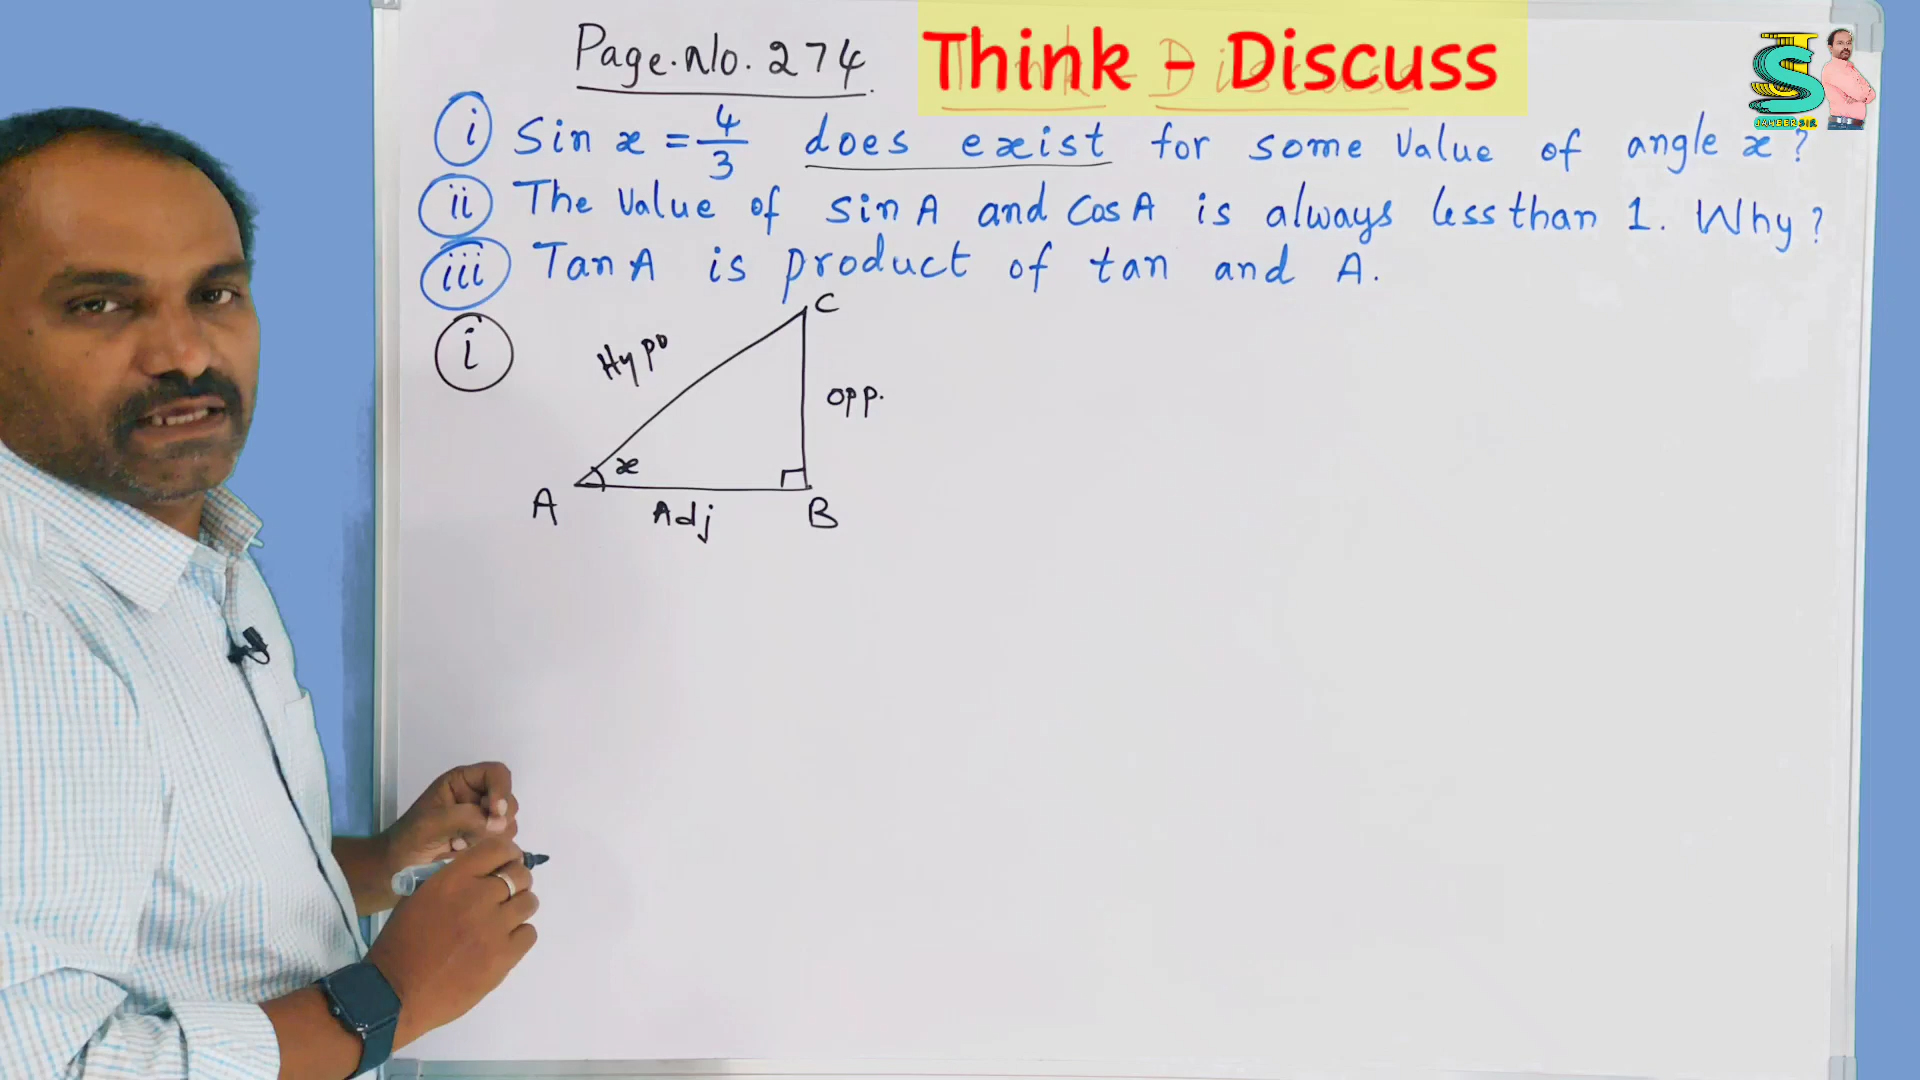 Page.No. 274. Think - Discuss
JAHEER SIR
i Sin x = 4/3 does exist for some value of angle x?
ii The value of sin A and cos A is always less than 1. Why?
iii Tan A is product of tan and A.
i
C
Hypo
opp.
x
A Adj B